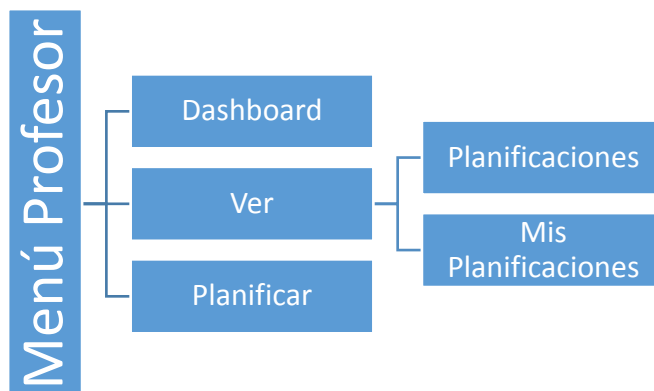 Menú Profesor
Dashboard
Ver
Planificar
Planificaciones
Mis
Planificaciones